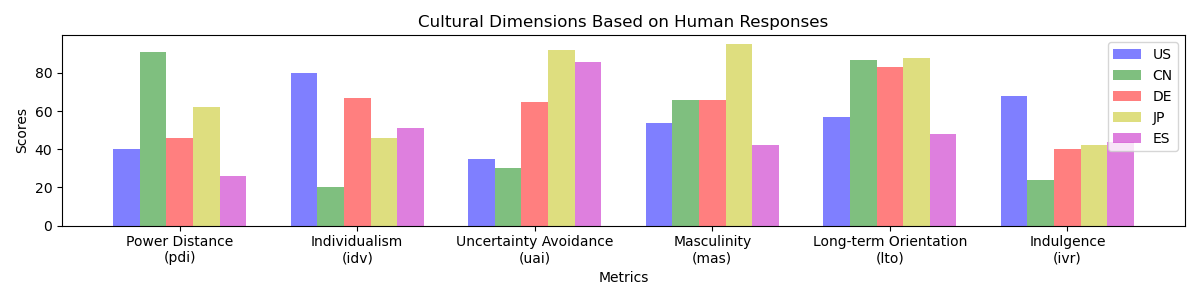 Cultural Dimensions Based on Human Responses
Scores
80
60
40
20
0
US
CN
DE
JP
ES
Power Distance
(pdi)
Individualism
(idv)
Uncertainty Avoidance
(uai)
Masculinity
(mas)
Long-term Orientation
(lto)
Indulgence
(ivr)
Metrics